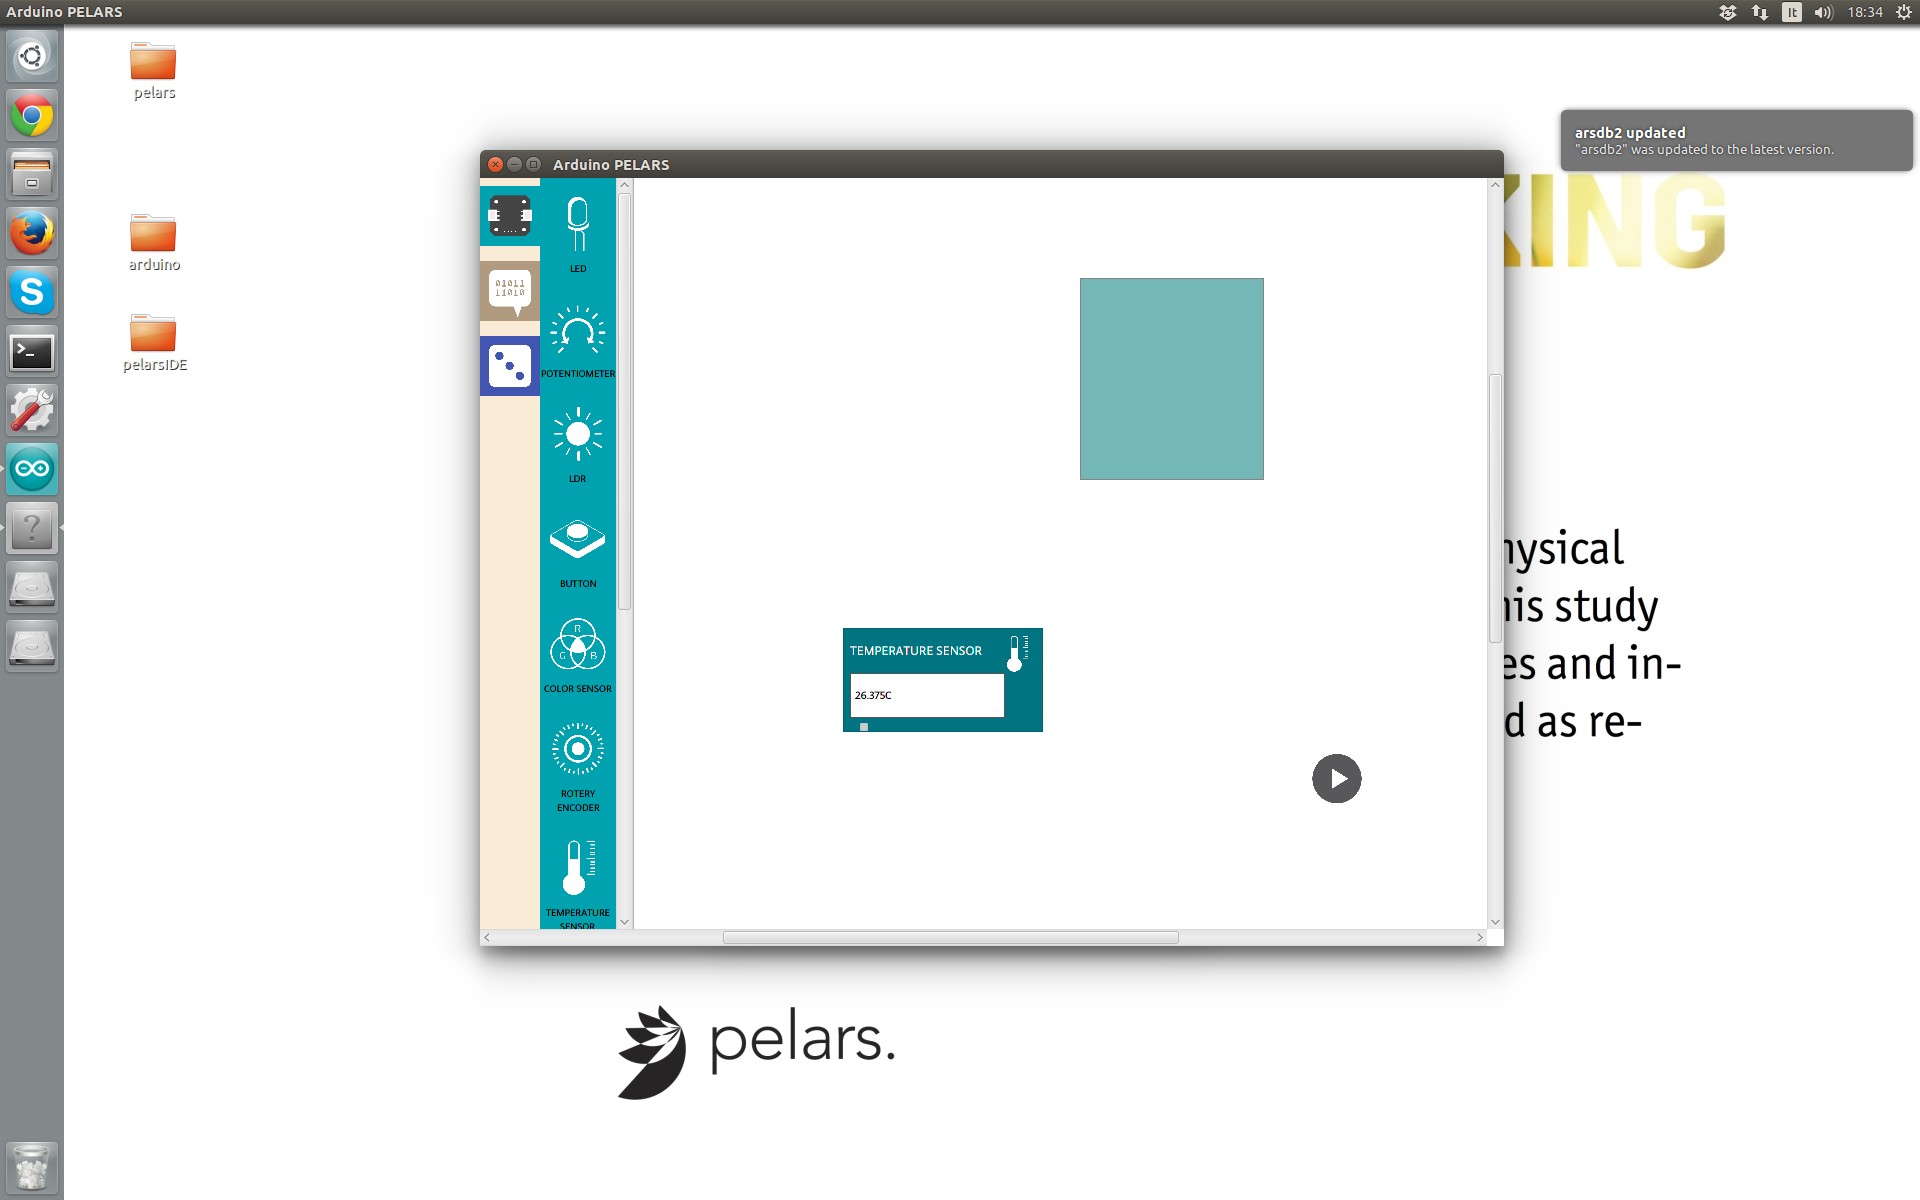 Arduino PELARS
It
18:34
pelars
arduino
pelarsIDE
arsdb2 updated
"arsdb2" was updated to the latest version.
Arduino PELARS
01011
11010
LED
POTENTIOMETER
LDR
BUTTON
R
G
B
COLOR SENSOR
ROTERY
ENCODER
TEMPERATURE
SENSOR
TEMPERATURE SENSOR
26.375C
KING
hysical
his study
es and in-
d as re-
pelars.